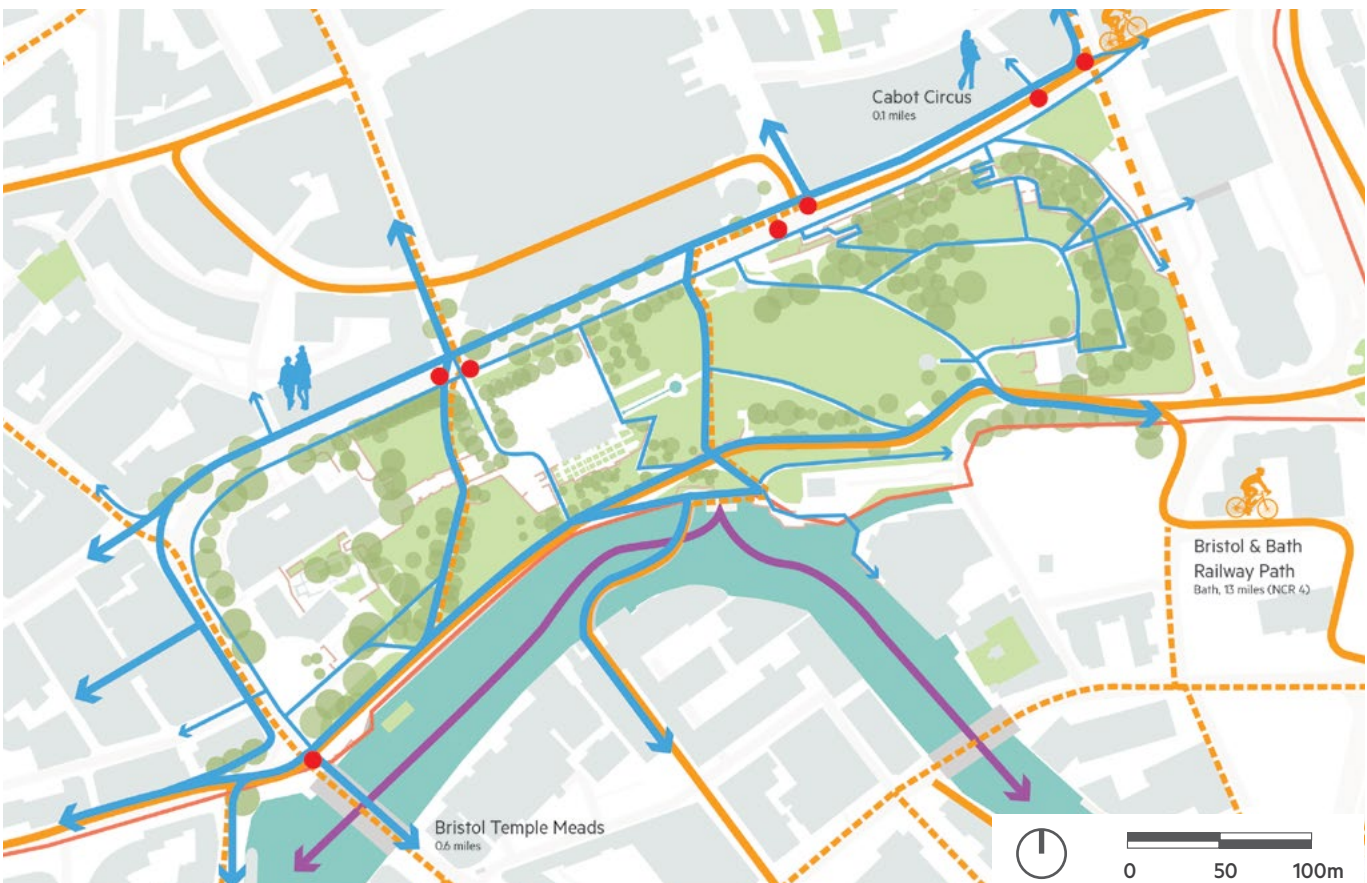 Cabot Circus
0.1 miles
Bristol & Bath
Railway Path
Bath, 13 miles (NCR 4)
Bristol Temple Meads
0.6 miles
0 50 100m